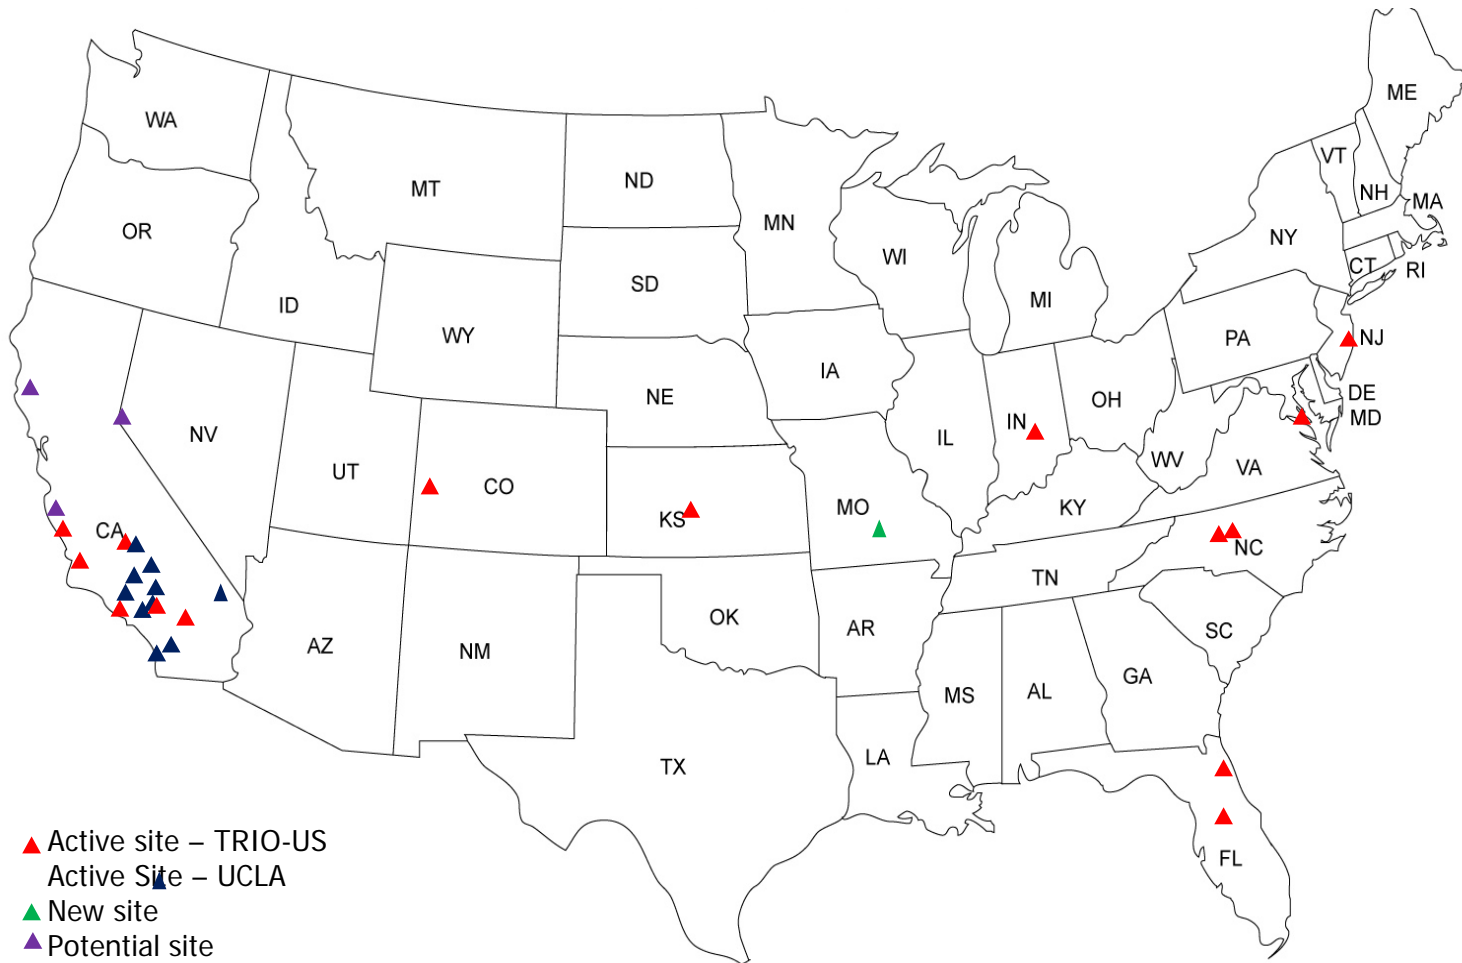 WA
ME
VT
MT
ND
NH
MN
MA
OR
NY
WI
CT
RI
SD
MI
ID
WY
PA
NJ
IA
NE
OH
DE
MD
IN
NV
IL
WV
VA
UT
CO
MO
KY
KS
CA
NC
TN
OK
AR
SC
AZ
NM
GA
MS
AL
LA
TX
FL
Active site – TRIO-US
Active Site – UCLA
New site
Potential site